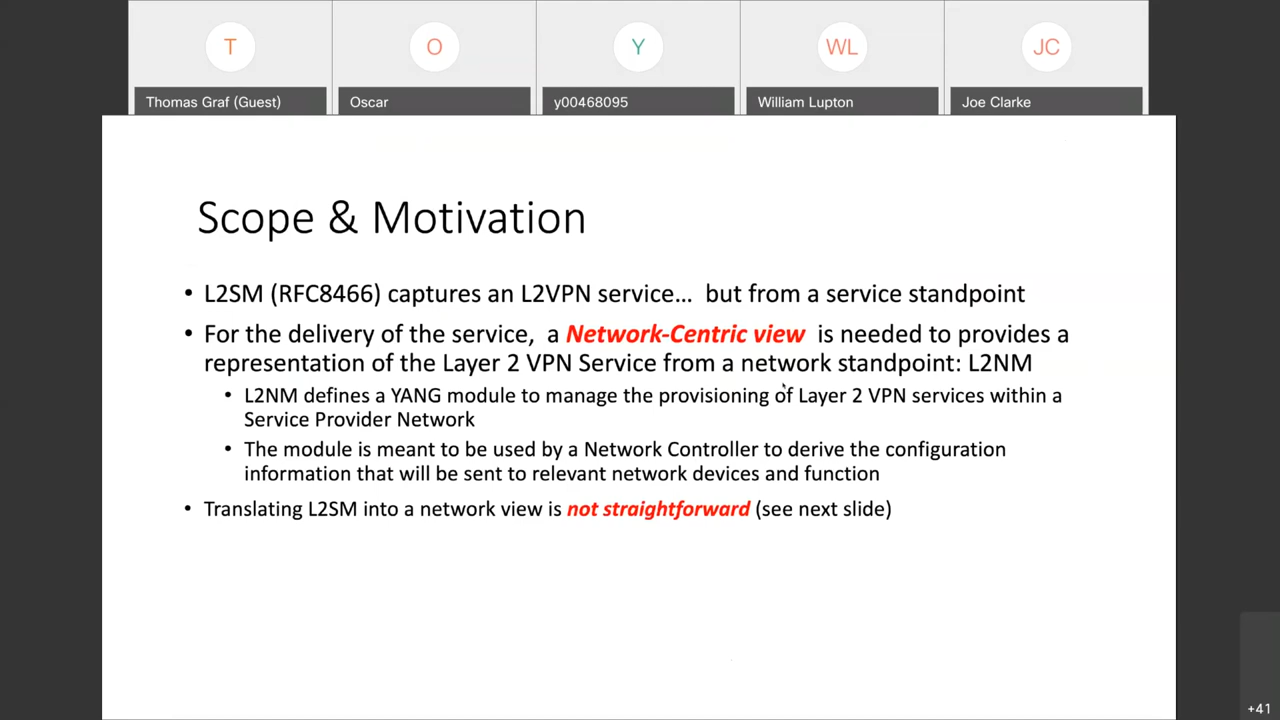 T
O
Y
WL
JC
Thomas Graf (Guest)
Oscar
y00468095
William Lupton
Joe Clarke
Scope & Motivation
• L2SM (RFC8466) captures an L2VPN service... but from a service standpoint
• For the delivery of the service, a Network-Centric view is needed to provides a
representation of the Layer 2 VPN Service from a network standpoint: L2NM
• L2NM defines a YANG module to manage the provisioning of Layer 2 VPN services within a
Service Provider Network
• The module is meant to be used by a Network Controller to derive the configuration
information that will be sent to relevant network devices and function
• Translating L2SM into a network view is not straightforward (see next slide)
+41